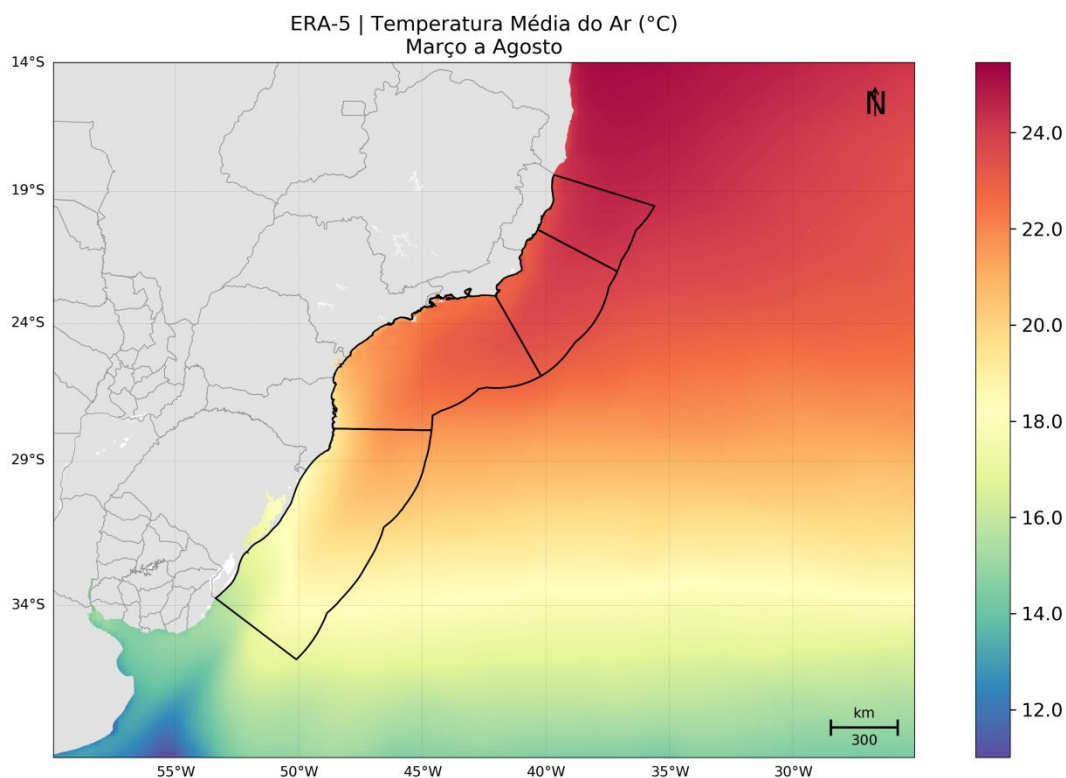 ERA-5 | Temperatura Média do Ar (°C)
Março a Agosto
14°S
19°S
24°S
29°S
34°S
N
km
300
55°W
50°W
45°W
40°W
35°W
30°W
24.0
22.0
20.0
18.0
16.0
14.0
12.0